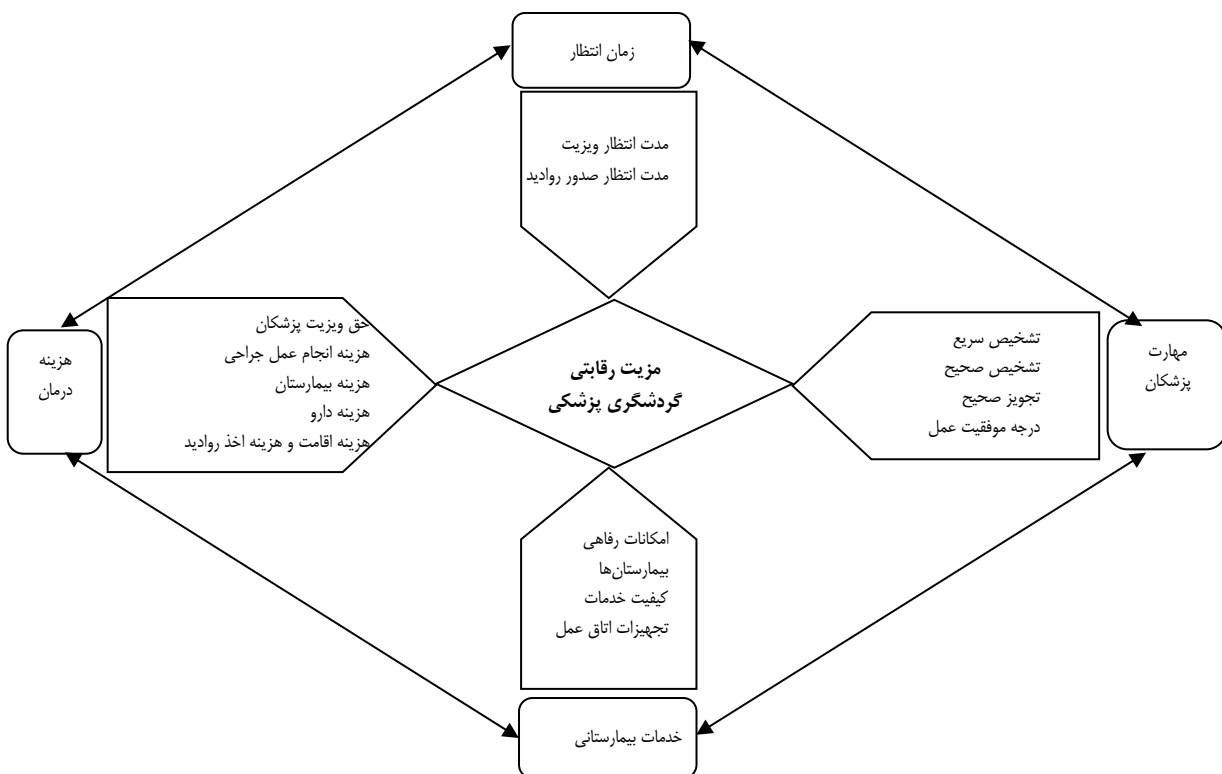 زمان انتظار
مدت انتظار ویزیت
مدت انتظار صدور روادید
مهارت
پزشکان
تشخیص سریع
تشخیص صحیح
تجویز صحیح
درجه موفقیت عمل
مزیت رقابتی
گردشگری پزشکی
حق ویزیت پزشکان
هزینه انجام عمل جراحی
هزینه بیمارستان
هزینه دارو
هزینه اقامت و هزینه اخذ روادید
هزینه
درمان
امکانات رفاهی
بیمارستان‌ها
کیفیت خدمات
تجهیزات اتاق عمل
خدمات بیمارستانی